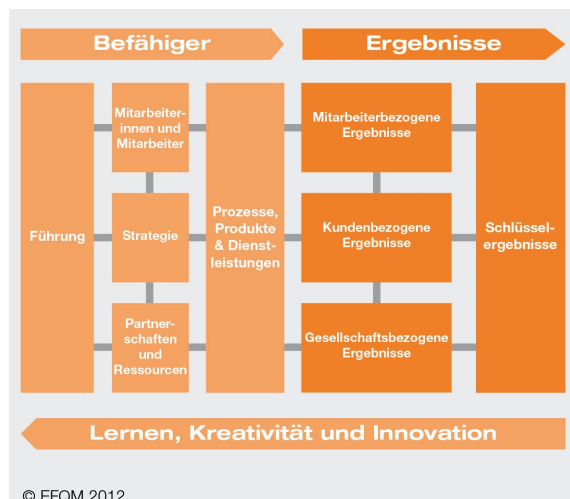 Befähiger
Ergebnisse
Führung
Mitarbeiter-
innen und
Mitarbeiter
Strategie
Partner-
schaften
und
Ressourcen
Prozesse,
Produkte
& Dienst-
leistungen
Mitarbeiterbezogene
Ergebnisse
Kundenbezogene
Ergebnisse
Gesellschaftsbezogene
Ergebnisse
Schlüssel-
ergebnisse
Lernen, Kreativität und Innovation
© EFQM 2012